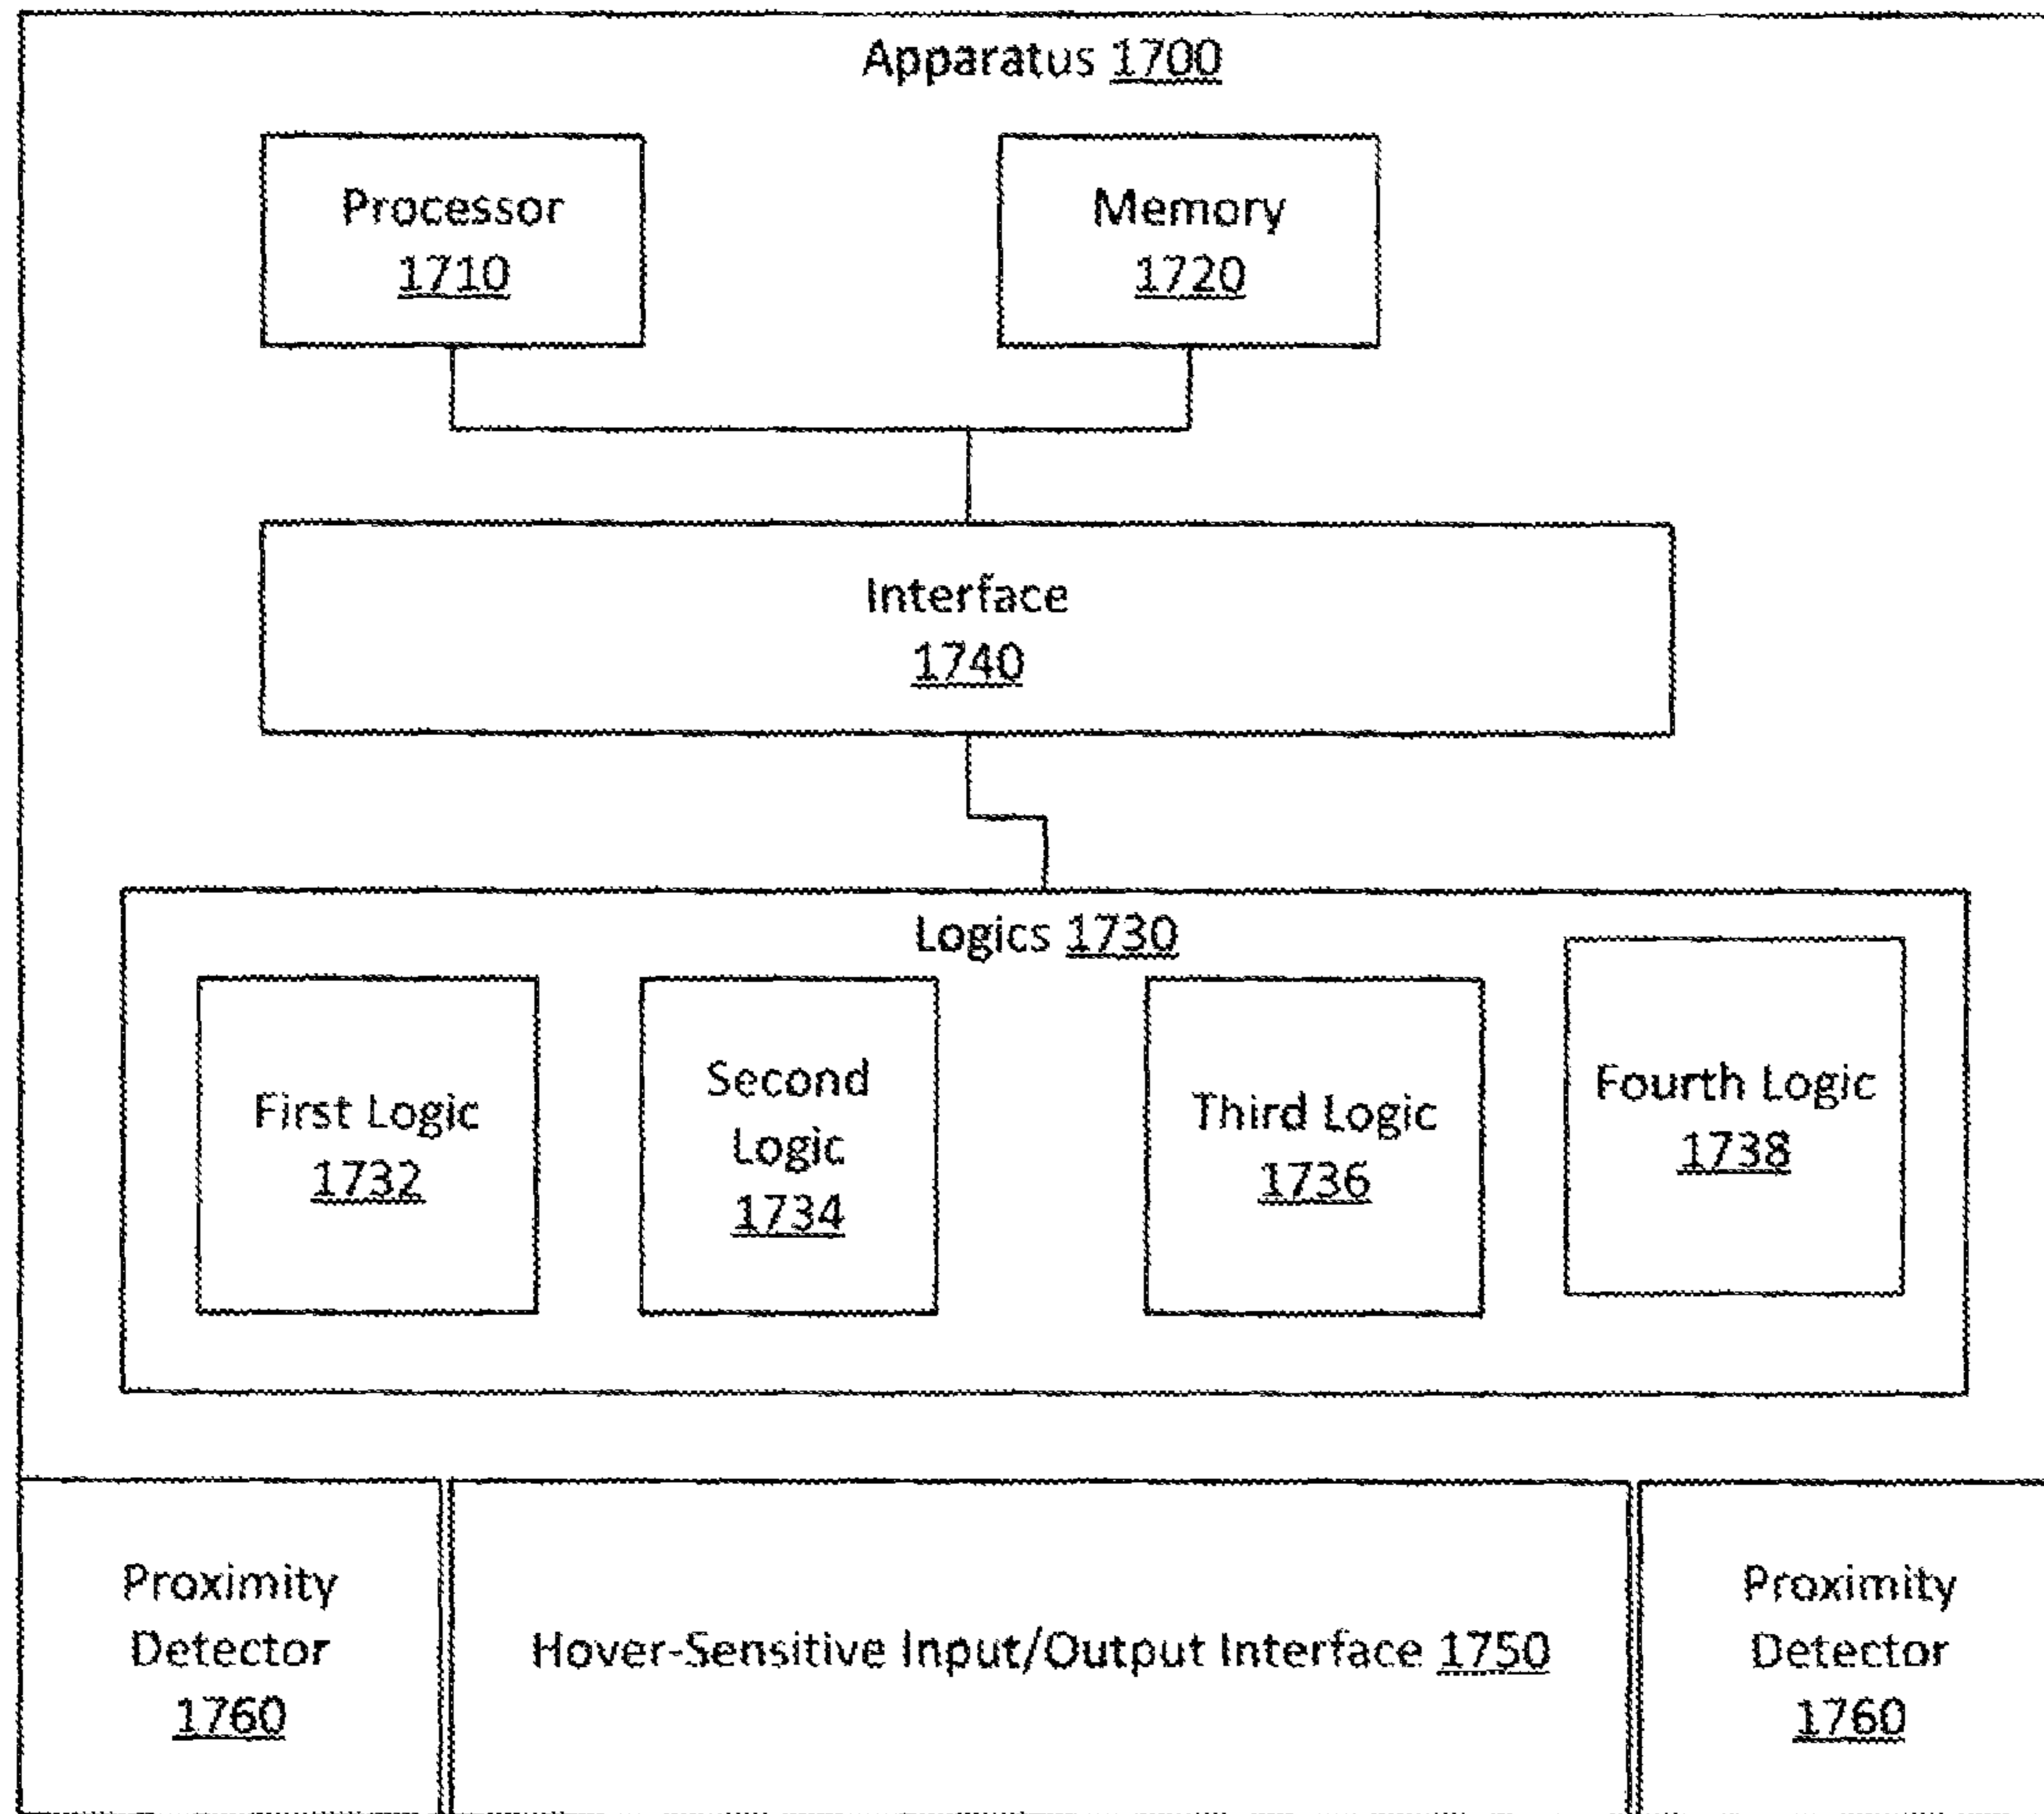 Apparatus 1700
Processor
1710
Memory
1720
Interface
1740
Logics 1730
First Logic
1732
Second
Logic
1734
Third Logic
1736
Fourth Logic
1738
Proximity
Detector
1760
Hover-Sensitive Input/Output Interface 1750
Proximity
Detector
1760